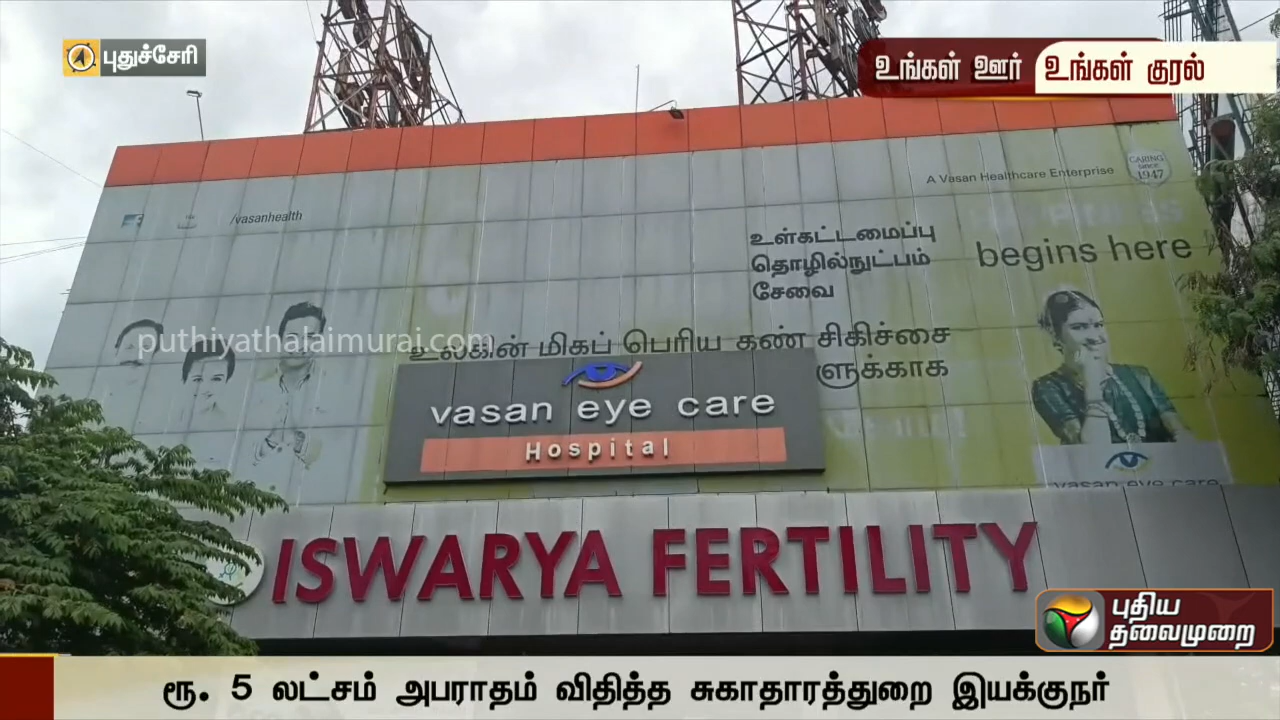 புதுச்சேரி
உங்கள் ஊர் உங்கள் குரல்
A Vasan Healthcare Enterprise
CARING
since
1947
/vasanhealth
உள்கட்டமைப்பு
தொழில்நுட்பம்
சேவை
begins here
puthiyathalaimurai.com
உலகின் மிகப் பெரிய கண் சிகிச்சை
ளுக்காக
vasan eye care
Hospital
vasan eye care
ISWARYA FERTILITY
புதிய
தலைமுறை
ரூ. 5 லட்சம் அபராதம் விதித்த சுகாதாரத்துறை இயக்குநர்